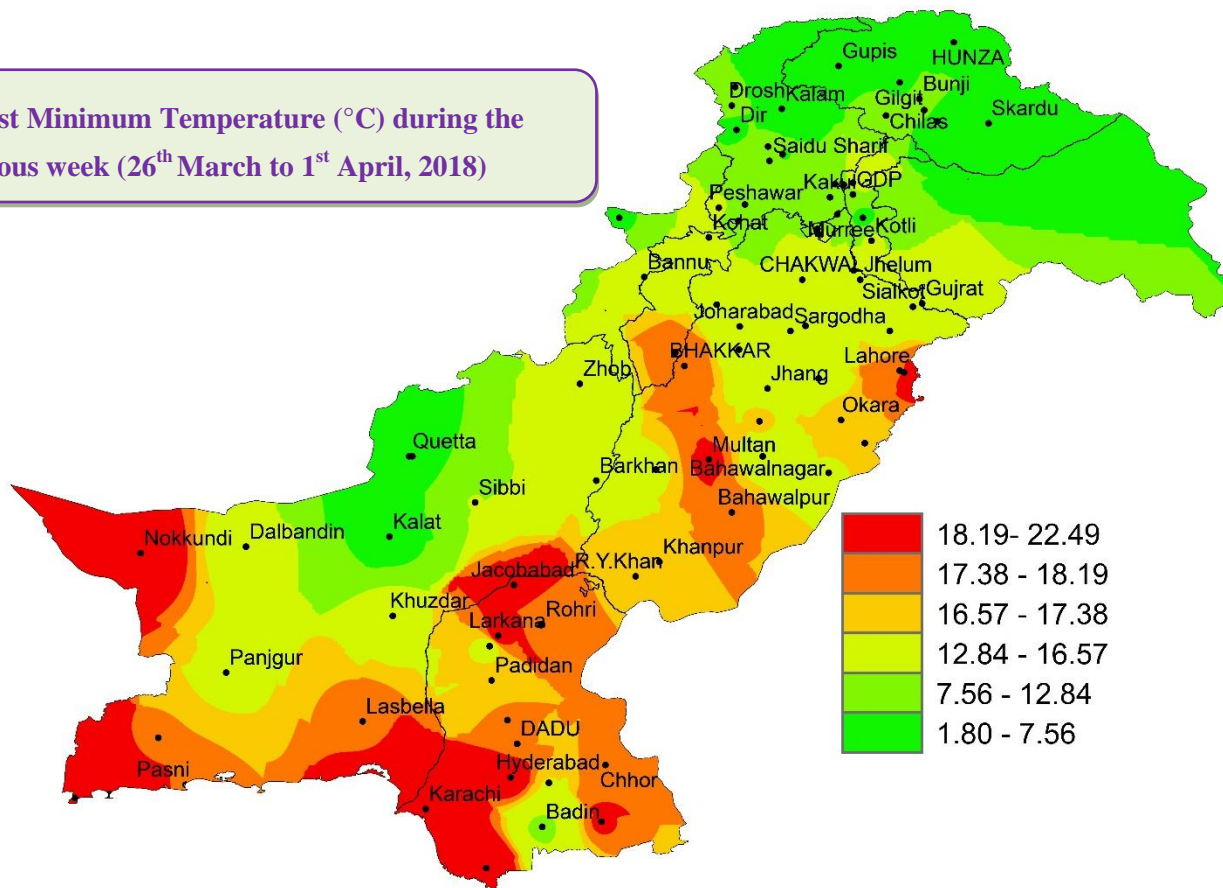 st Minimum Temperature (°C) during the
ous week (26th March to 1st April, 2018)
Gupis
HUNZA
Bunji
Drosh
Kalam
Gilgit
Skardu
Dir
Chilas
Saidu Sharif
Peshawar
Kohat
Murree
Kotli
Bannu
CHAKWAL
Jhelum
Sialkot
Gujrat
Joharabad
Sargodha
BHAKKAR
Lahore
Zhob
Jhang
Okara
Quetta
Multan
Barkhan
Bahawalnagar
Sibbi
Bahawalpur
Kalat
Nokkundi
Dalbandin
Khanpur
R.Y.Khan
Jacobabad
Khuzdar
Rohri
Larkana
Panjgur
Padidan
Lasbella
DADU
Pasni
Hyderabad
Chhor
Karachi
Badin
18.19- 22.49
17.38 - 18.19
16.57 - 17.38
12.84 - 16.57
7.56 - 12.84
1.80 - 7.56